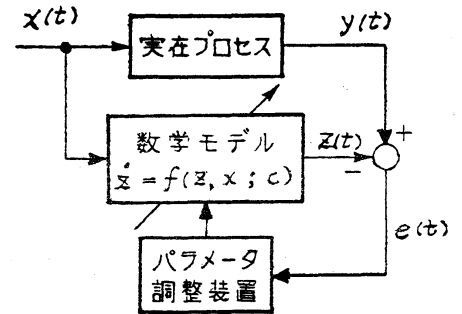 x(t)
実在プロセス
y(t)
数学モデル
ż = f(z, x ; c)
z(t)
+
−
e(t)
パラメータ
調整装置